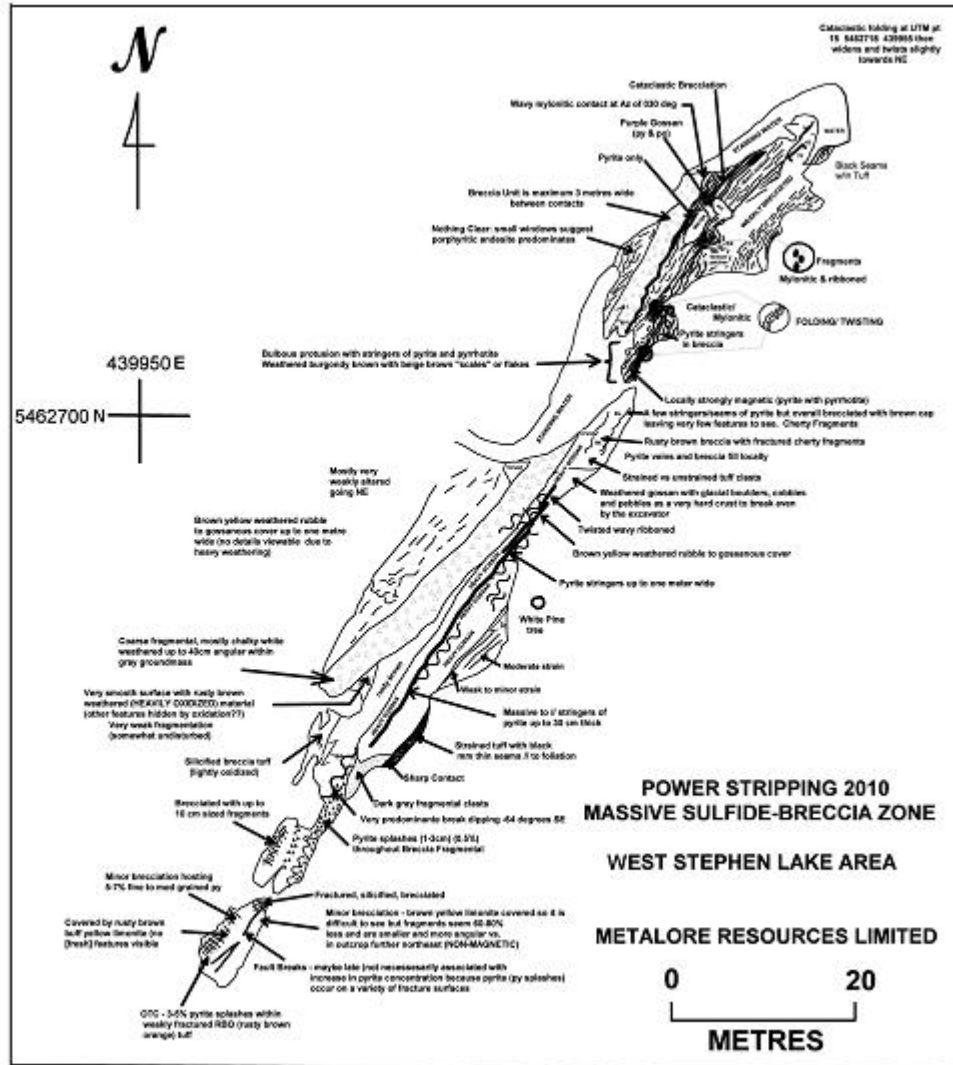 N
Cataclastic folding at UTM pt
15 5462716 439965 then
widens and twists slightly
towards NE
Cataclastic Brecciation
Wavy mylonitic contact at Az of 030 deg
Purple Gossan
(py & po)
Pyrite only
STANDING WATER
WATER
Black Seams
w/in Tuff
Breccia Unit is maximum 3 metres wide
between contacts
Nothing Clear: small windows suggest
porphyritic andesite predominates
Fragments
Mylonitic & ribboned
Cataclastic/
Mylonitic
FOLDING/ TWISTING
Pyrite stringers
in breccia
Bulbous protusion with stringers of pyrite and pyrrhotite
Weathered burgundy brown with beige brown "scales" or flakes
439950 E
5462700 N
STANDING WATER
Locally strongly magnetic (pyrite with pyrrhotite)
A few stringers/seams of pyrite but overall brecciated with brown cap
leaving very few features to see. Cherty Fragments
Rusty brown breccia with fractured cherty fragments
Pyrite veins and breccia fill locally
Strained vs unstrained tuff clasts
Weathered gossan with glacial boulders, cobbles
and pebbles as a very hard crust to break even
by the excavator
Twisted wavy ribboned
Brown yellow weathered rubble to gossanous cover
Pyrite stringers up to one meter wide
Mostly very
weakly altered
going NE
Brown yellow weathered rubble
to gossanous cover up to one metre
wide (no details viewable due to
heavy weathering)
White Pine
tree
Coarse fragmental, mostly chalky white
weathered up to 40cm angular within
gray groundmass
Moderate strain
Weak to minor strain
Very smooth surface with rusty brown
weathered (HEAVILY OXIDIZED) material
(other features hidden by oxidation??)
Very weak fragmentation
(somewhat undisturbed)
Massive to // stringers of
pyrite up to 30 cm thick
Strained tuff with black
mm thin seams // to foliation
Silicified breccia tuff
(lightly oxidized)
Sharp Contact
Dark gray fragmental clasts
Very predominante break dipping -64 degrees SE
Brecciated with up to
10 cm sized fragments
Pyrite splashes (1-3cm) (0.5%)
throughout Breccia Fragmental
Minor brecciation hosting
5-7% fine to med grained py
Fractured, silicified, brecciated
Covered by rusty brown
buff yellow limonite (no
[fresh] features visible
Minor brecciation - brown yellow limonite covered so it is
difficult to see but fragments seem 60-80%
less and are smaller and more angular vs.
in outcrop further northeast (NON-MAGNETIC)
Fault Breaks - maybe late (not necessesarily associated with
increase in pyrite concentration because pyrite (py splashes)
occur on a variety of fracture surfaces
OTC - 3-5% pyrite splashes within
weakly fractured RBO (rusty brown
orange) tuff
POWER STRIPPING 2010
MASSIVE SULFIDE-BRECCIA ZONE
WEST STEPHEN LAKE AREA
METALORE RESOURCES LIMITED
0 20
METRES